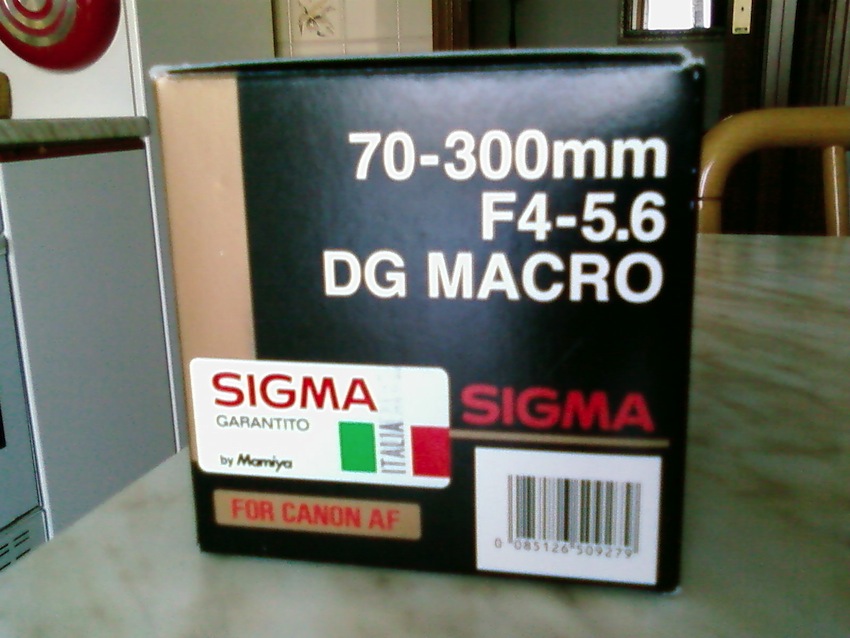 70-300mm
F4-5.6
DG MACRO
SIGMA
GARANTITO
ITALIA
by Mamiya
SIGMA
FOR CANON AF
0 085126 509279